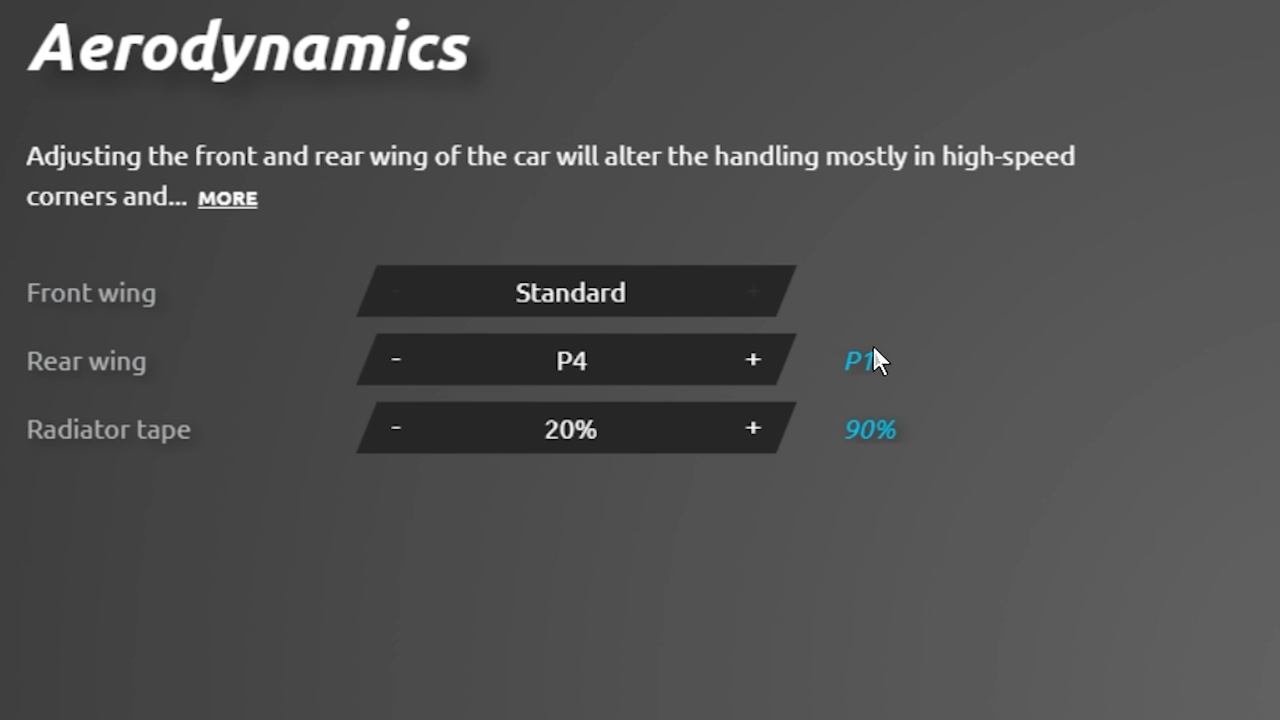 Aerodynamics
Adjusting the front and rear wing of the car will alter the handling mostly in high-speed
corners and... MORE
Front wing - Standard +
Rear wing - P4 +
Radiator tape - 20% + 90%